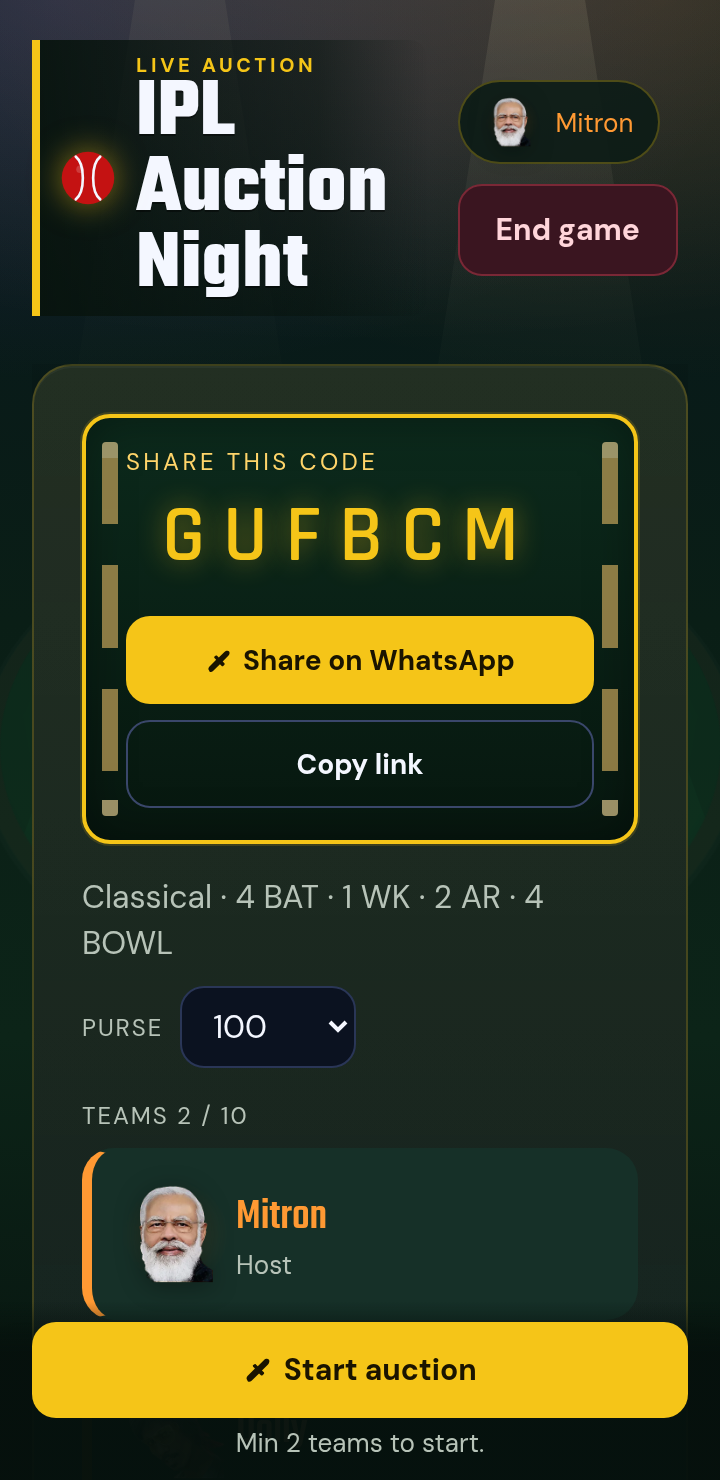 LIVE AUCTION
IPL
Auction
Night
Mitron
End game
SHARE THIS CODE
GUFBCM
Share on WhatsApp
Copy link
Classical · 4 BAT · 1 WK · 2 AR · 4
BOWL
PURSE 100
TEAMS 2 / 10
Mitron
Host
Start auction
Min 2 teams to start.